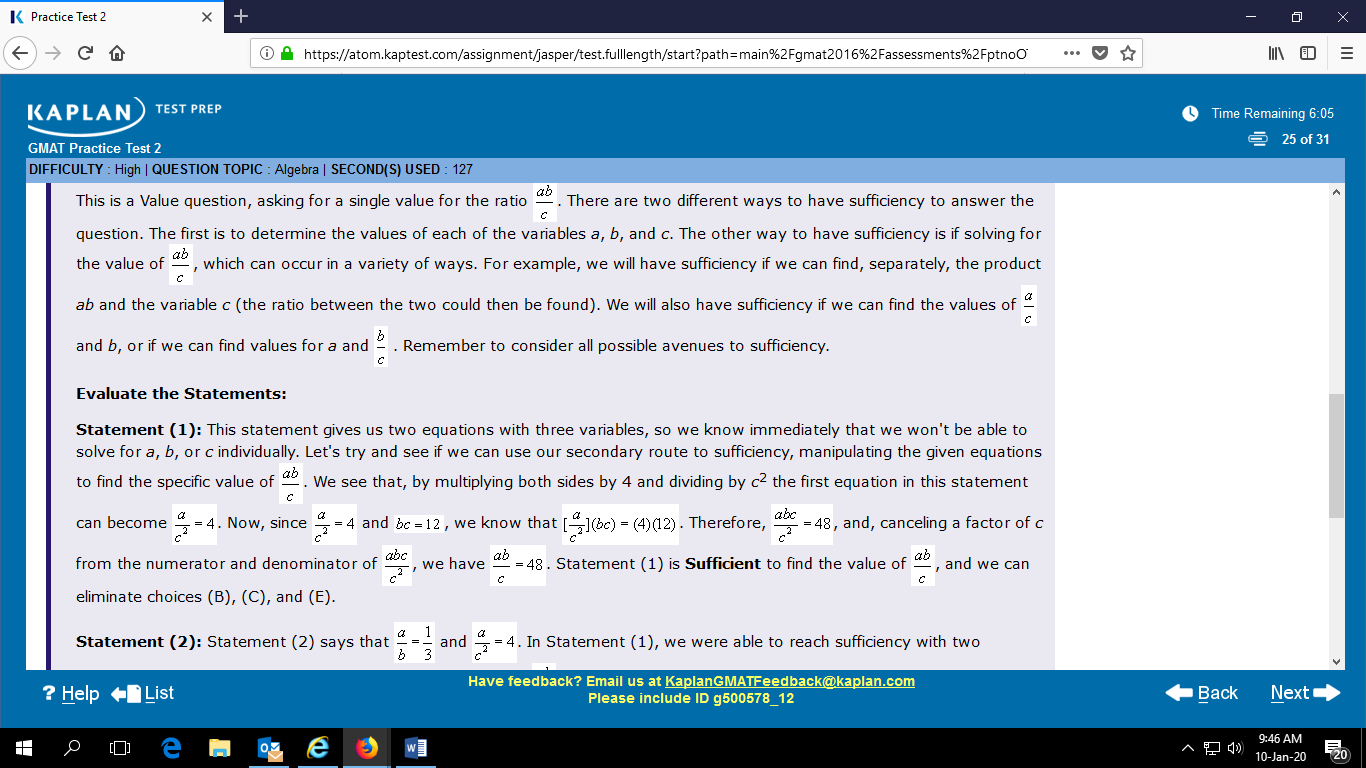 Practice Test 2
https://atom.kaptest.com/assignment/jasper/test.fulllength/start?path=main%2Fgmat2016%2Fassessments%2FptnoO
KAPLAN TEST PREP
Time Remaining 6:05
25 of 31
GMAT Practice Test 2
DIFFICULTY : High | QUESTION TOPIC : Algebra | SECOND(S) USED : 127
This is a Value question, asking for a single value for the ratio ab/c. There are two different ways to have sufficiency to answer the
question. The first is to determine the values of each of the variables a, b, and c. The other way to have sufficiency is if solving for
the value of ab/c, which can occur in a variety of ways. For example, we will have sufficiency if we can find, separately, the product
ab and the variable c (the ratio between the two could then be found). We will also have sufficiency if we can find the values of a/c
and b, or if we can find values for a and b/c . Remember to consider all possible avenues to sufficiency.
Evaluate the Statements:
Statement (1): This statement gives us two equations with three variables, so we know immediately that we won't be able to
solve for a, b, or c individually. Let's try and see if we can use our secondary route to sufficiency, manipulating the given equations
to find the specific value of ab/c. We see that, by multiplying both sides by 4 and dividing by c² the first equation in this statement
can become a/c² = 4. Now, since a/c² = 4 and bc = 12, we know that [a/c²](bc) = (4)(12). Therefore, abc/c² = 48, and, canceling a factor of c
from the numerator and denominator of abc/c², we have ab/c = 48. Statement (1) is Sufficient to find the value of ab/c, and we can
eliminate choices (B), (C), and (E).
Statement (2): Statement (2) says that a/b = 1/3 and a/c² = 4. In Statement (1), we were able to reach sufficiency with two
? Help
List
Have feedback? Email us at KaplanGMATFeedback@kaplan.com
Please include ID g500578_12
Back
Next
9:46 AM
10-Jan-20
20